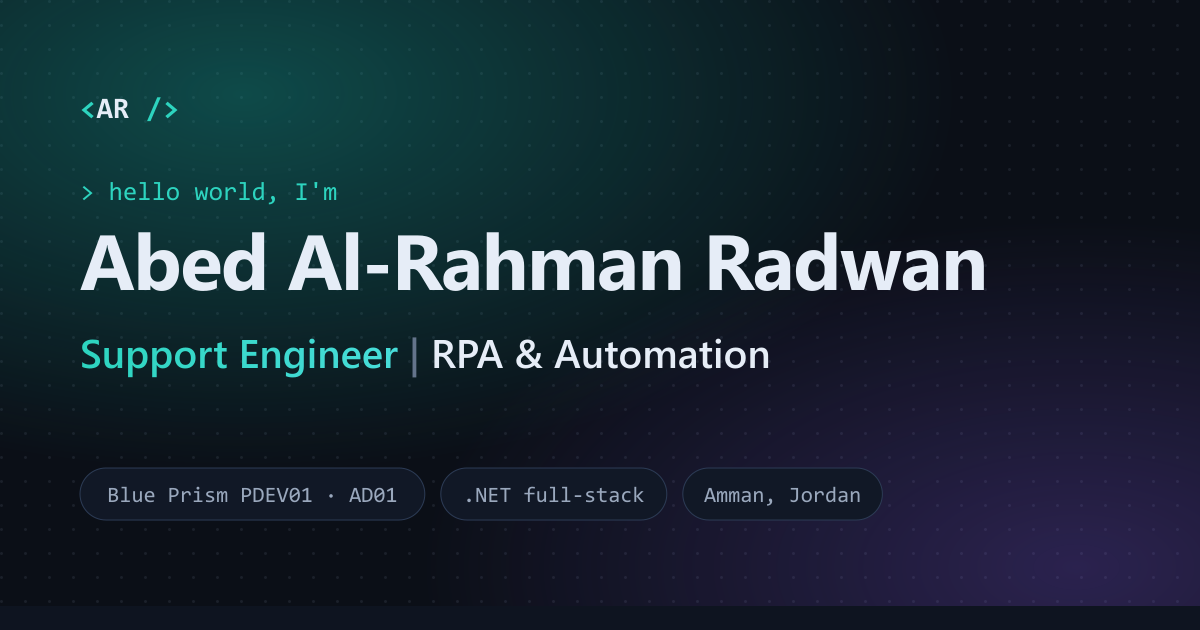 <AR />
> hello world, I'm
Abed Al-Rahman Radwan
Support Engineer | RPA & Automation
Blue Prism PDEV01 · AD01
.NET full-stack
Amman, Jordan